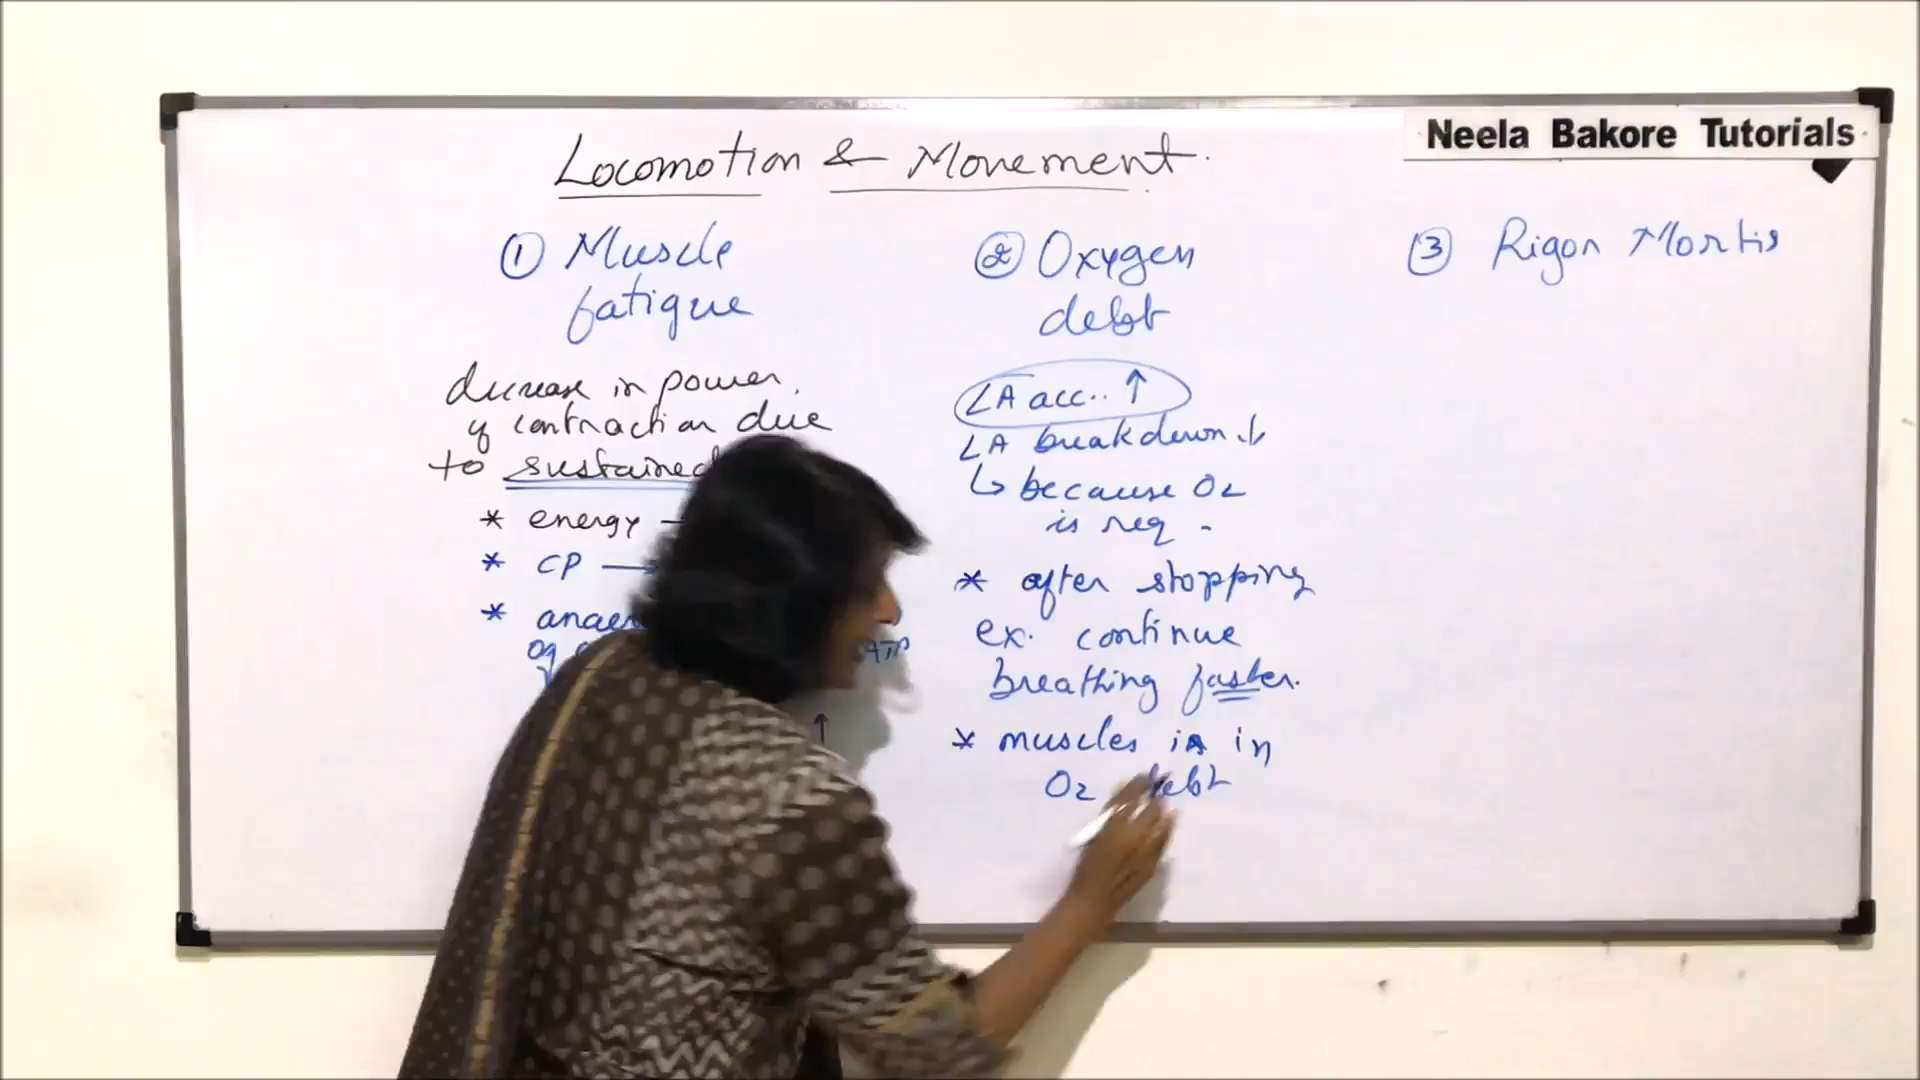 Neela Bakore Tutorials
Locomotion & Movement.
① Muscle
fatigue
decrease in power
of contraction due
to sustained
* energy →
* CP →
* anaer
↑
② Oxygen
debt
LA acc.. ↑
LA breakdown ↓
↳ because O2
is req -
* after stopping
ex. continue
breathing faster.
* muscles is in
O2 debt
③ Rigor Mortis